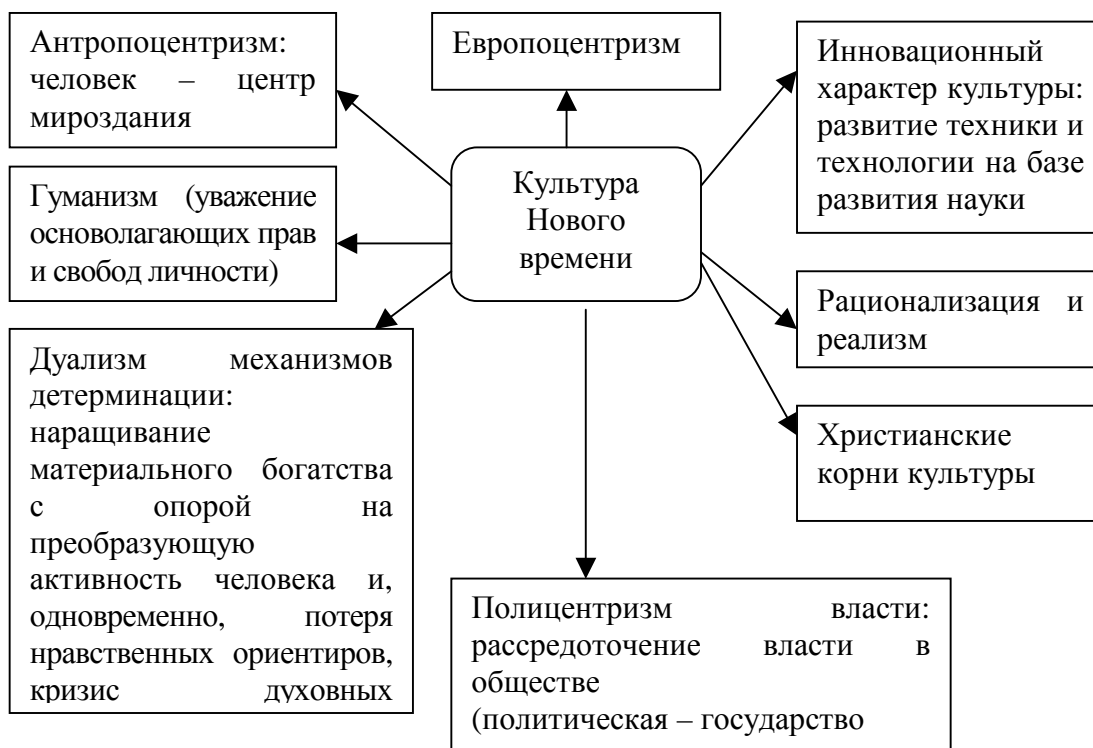 Антропоцентризм:
человек – центр
мироздания
Европоцентризм
Инновационный
характер культуры:
развитие техники и
технологии на базе
развития науки
Культура
Нового
времени
Гуманизм (уважение
основолагающих прав
и свобод личности)
Рационализация и
реализм
Дуализм механизмов
детерминации:
наращивание
материального богатства
с опорой на
преобразующую
активность человека и,
одновременно, потеря
нравственных ориентиров,
кризис духовных
Христианские
корни культуры
Полицентризм власти:
рассредоточение власти в
обществе
(политическая – государство